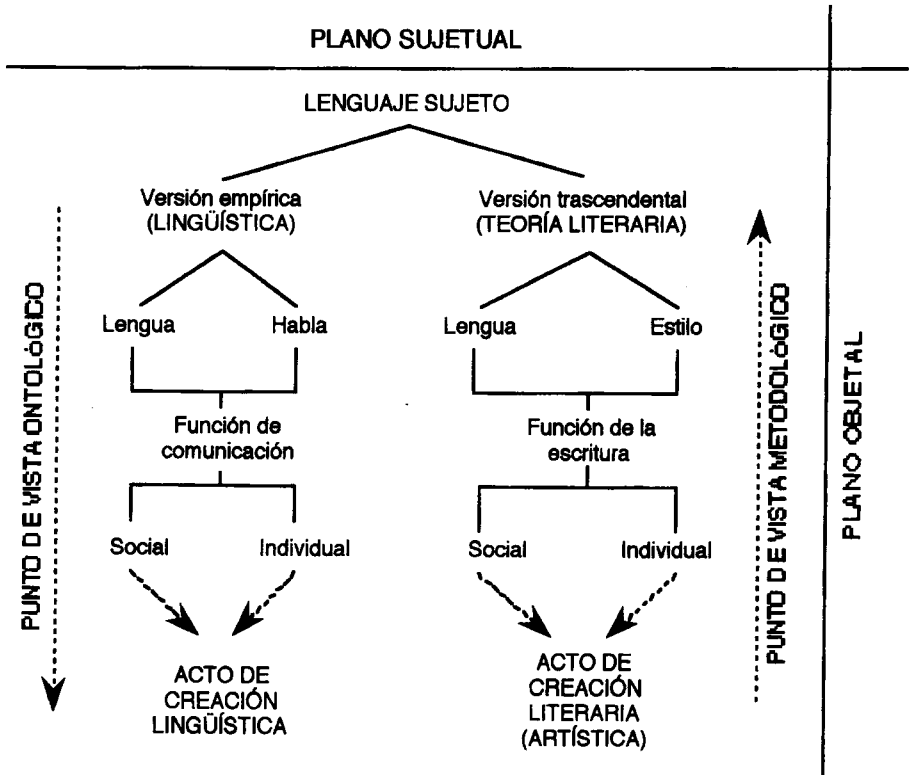 PLANO SUJETUAL
LENGUAJE SUJETO
Versión empírica
(LINGÜÍSTICA)
Versión trascendental
(TEORÍA LITERARIA)
Lengua
Habla
Lengua
Estilo
Función de
comunicación
Función de la
escritura
Social
Individual
Social
Individual
ACTO DE
CREACIÓN
LINGÜÍSTICA
ACTO DE
CREACIÓN
LITERARIA
(ARTÍSTICA)
PUNTO DE VISTA ONTOLóGICO
PUNTO DE VISTA METODOLóGICO
PLANO OBJETAL